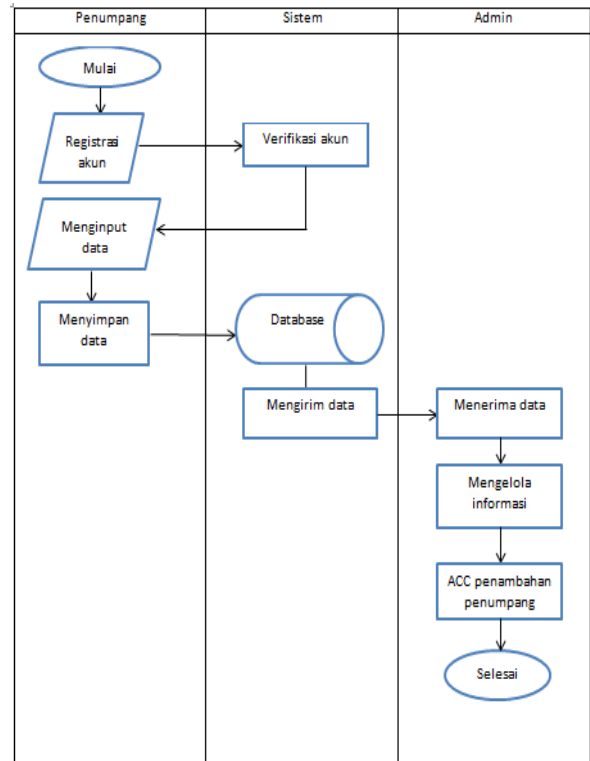 Penumpang
Sistem
Admin
Mulai
Registrasi
akun
Verifikasi akun
Menginput
data
Menyimpan
data
Database
Mengirim data
Menerima data
Mengelola
informasi
ACC penambahan
penumpang
Selesai